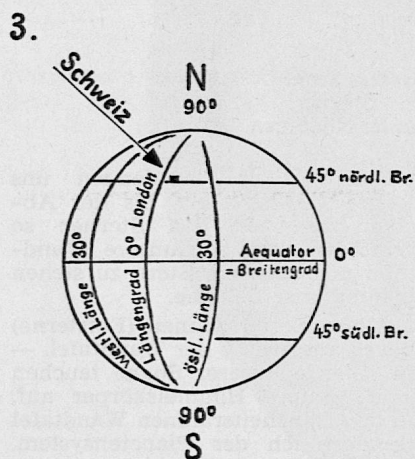 3.
Schweiz
N
90°
45° nördl. Br.
London
30°
0°
30°
Aequator
= Breitengrad
0°
Westl. Länge
Längengrad
östl. Länge
45° südl. Br.
90°
S